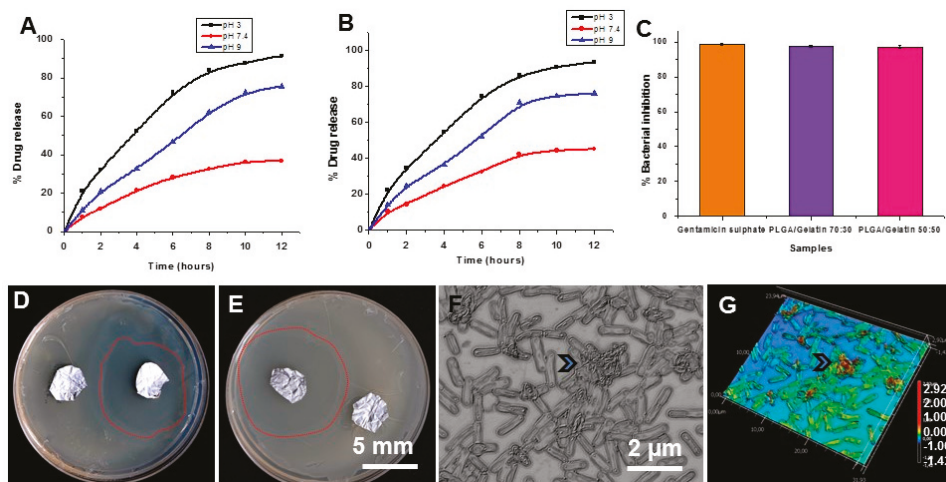 A
pH 3
pH 7.4
pH 9
100
80
60
40
20
0
% Drug release
0 2 4 6 8 10 12
Time (hours)
B
pH 3
pH 7.4
pH 9
100
80
60
40
20
0
% Drug release
0 2 4 6 8 10 12
Time (hours)
C
100
80
60
40
20
0
% Bacterial inhibition
Gentamicin sulphate PLGA/Gelatin 70:30 PLGA/Gelatin 50:50
Samples
D
E
5 mm
F
2 µm
G
10,00
20,00
2.92
2.00
0.00
-1.00